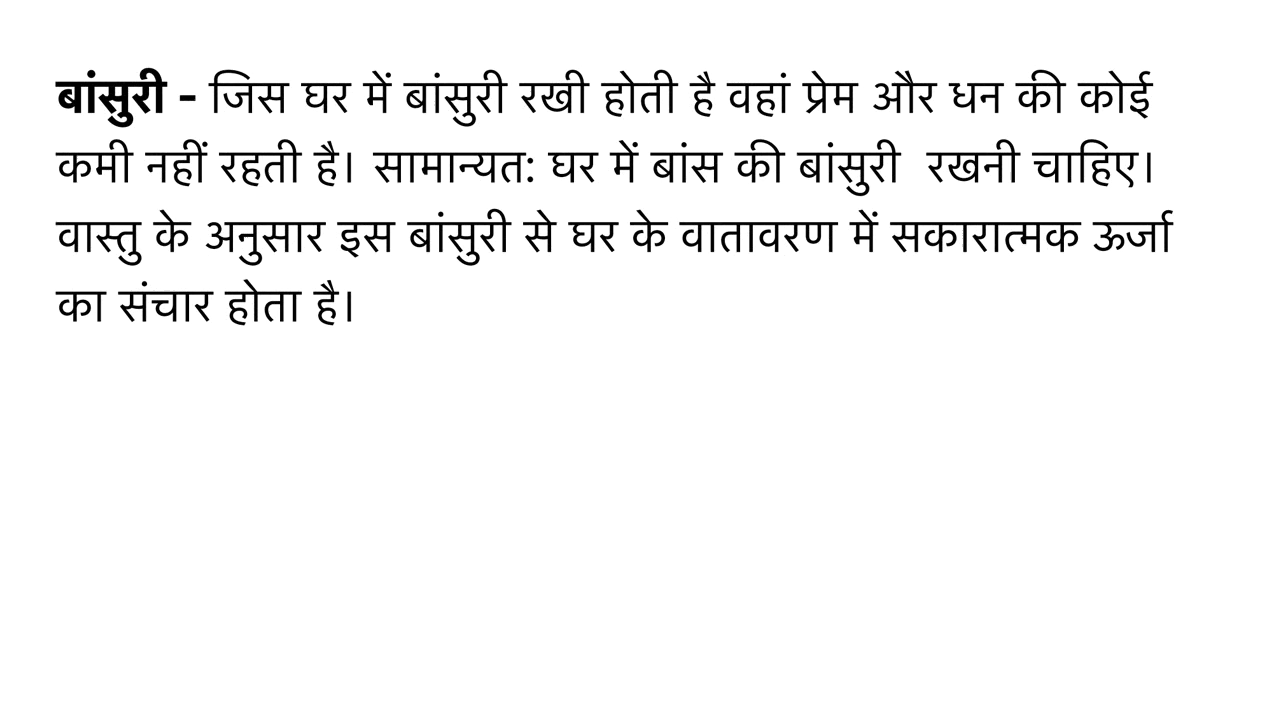 बांसुरी - जिस घर में बांसुरी रखी होती है वहां प्रेम और धन की कोई
कमी नहीं रहती है। सामान्यत: घर में बांस की बांसुरी  रखनी चाहिए।
वास्तु के अनुसार इस बांसुरी से घर के वातावरण में सकारात्मक ऊर्जा
का संचार होता है।